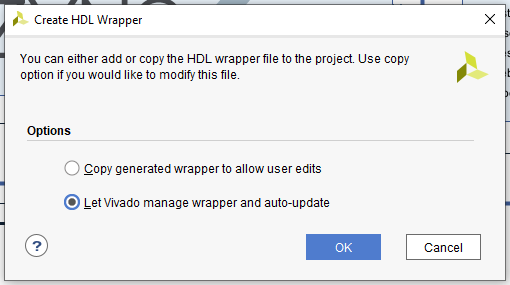 Create HDL Wrapper
You can either add or copy the HDL wrapper file to the project. Use copy
option if you would like to modify this file.
Options
Copy generated wrapper to allow user edits
Let Vivado manage wrapper and auto-update
?
OK
Cancel